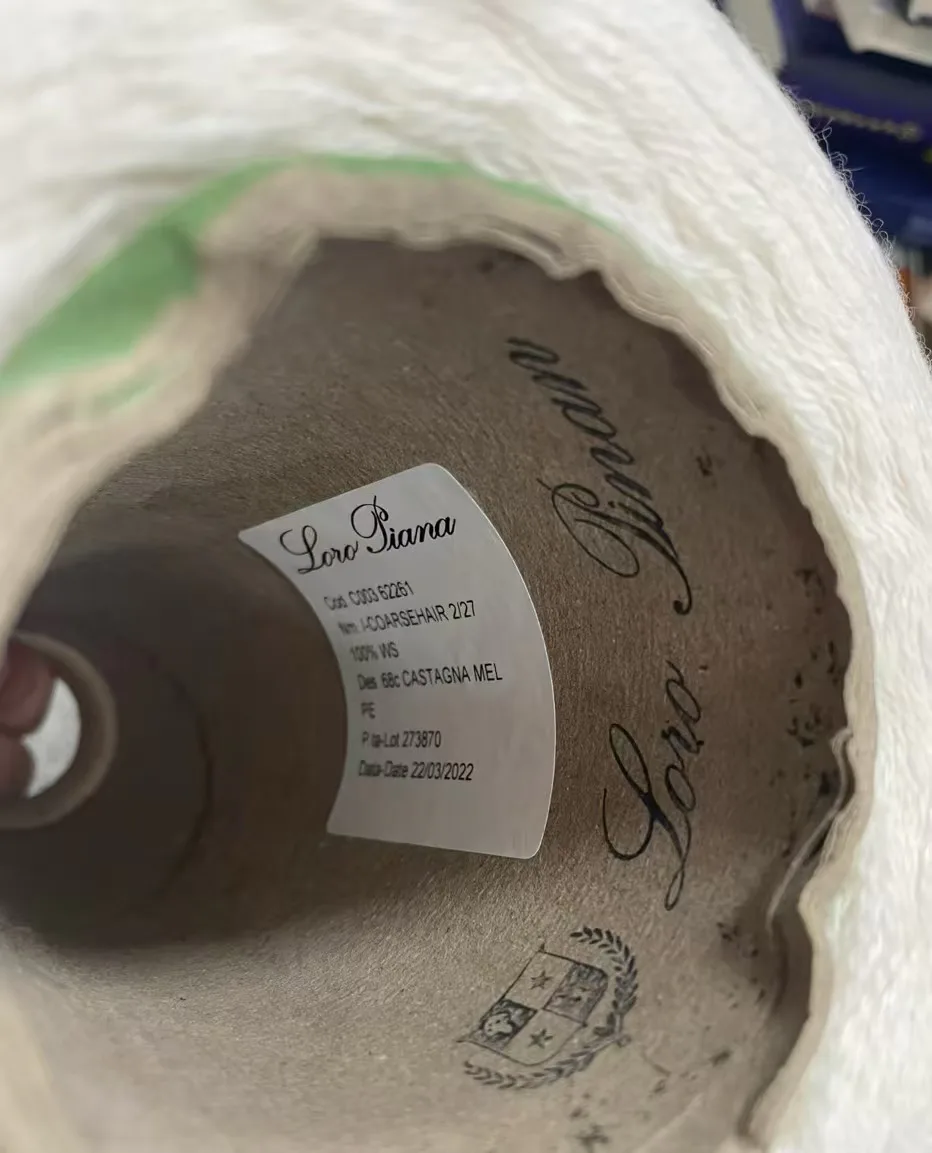 Loro Piana
Cod C003 62261
Nm J-COARSEHAIR 2/27
100% WS
Des 68c CASTAGNA MEL
PE
P ta-Lot 273870
Data-Date 22/03/2022
Loro Pinan